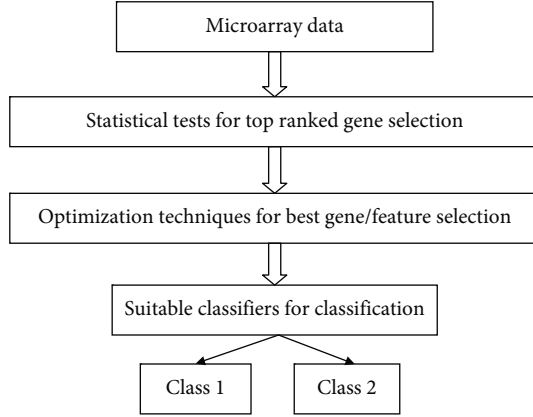 Microarray data
Statistical tests for top ranked gene selection
Optimization techniques for best gene/feature selection
Suitable classifiers for classification
Class 1
Class 2